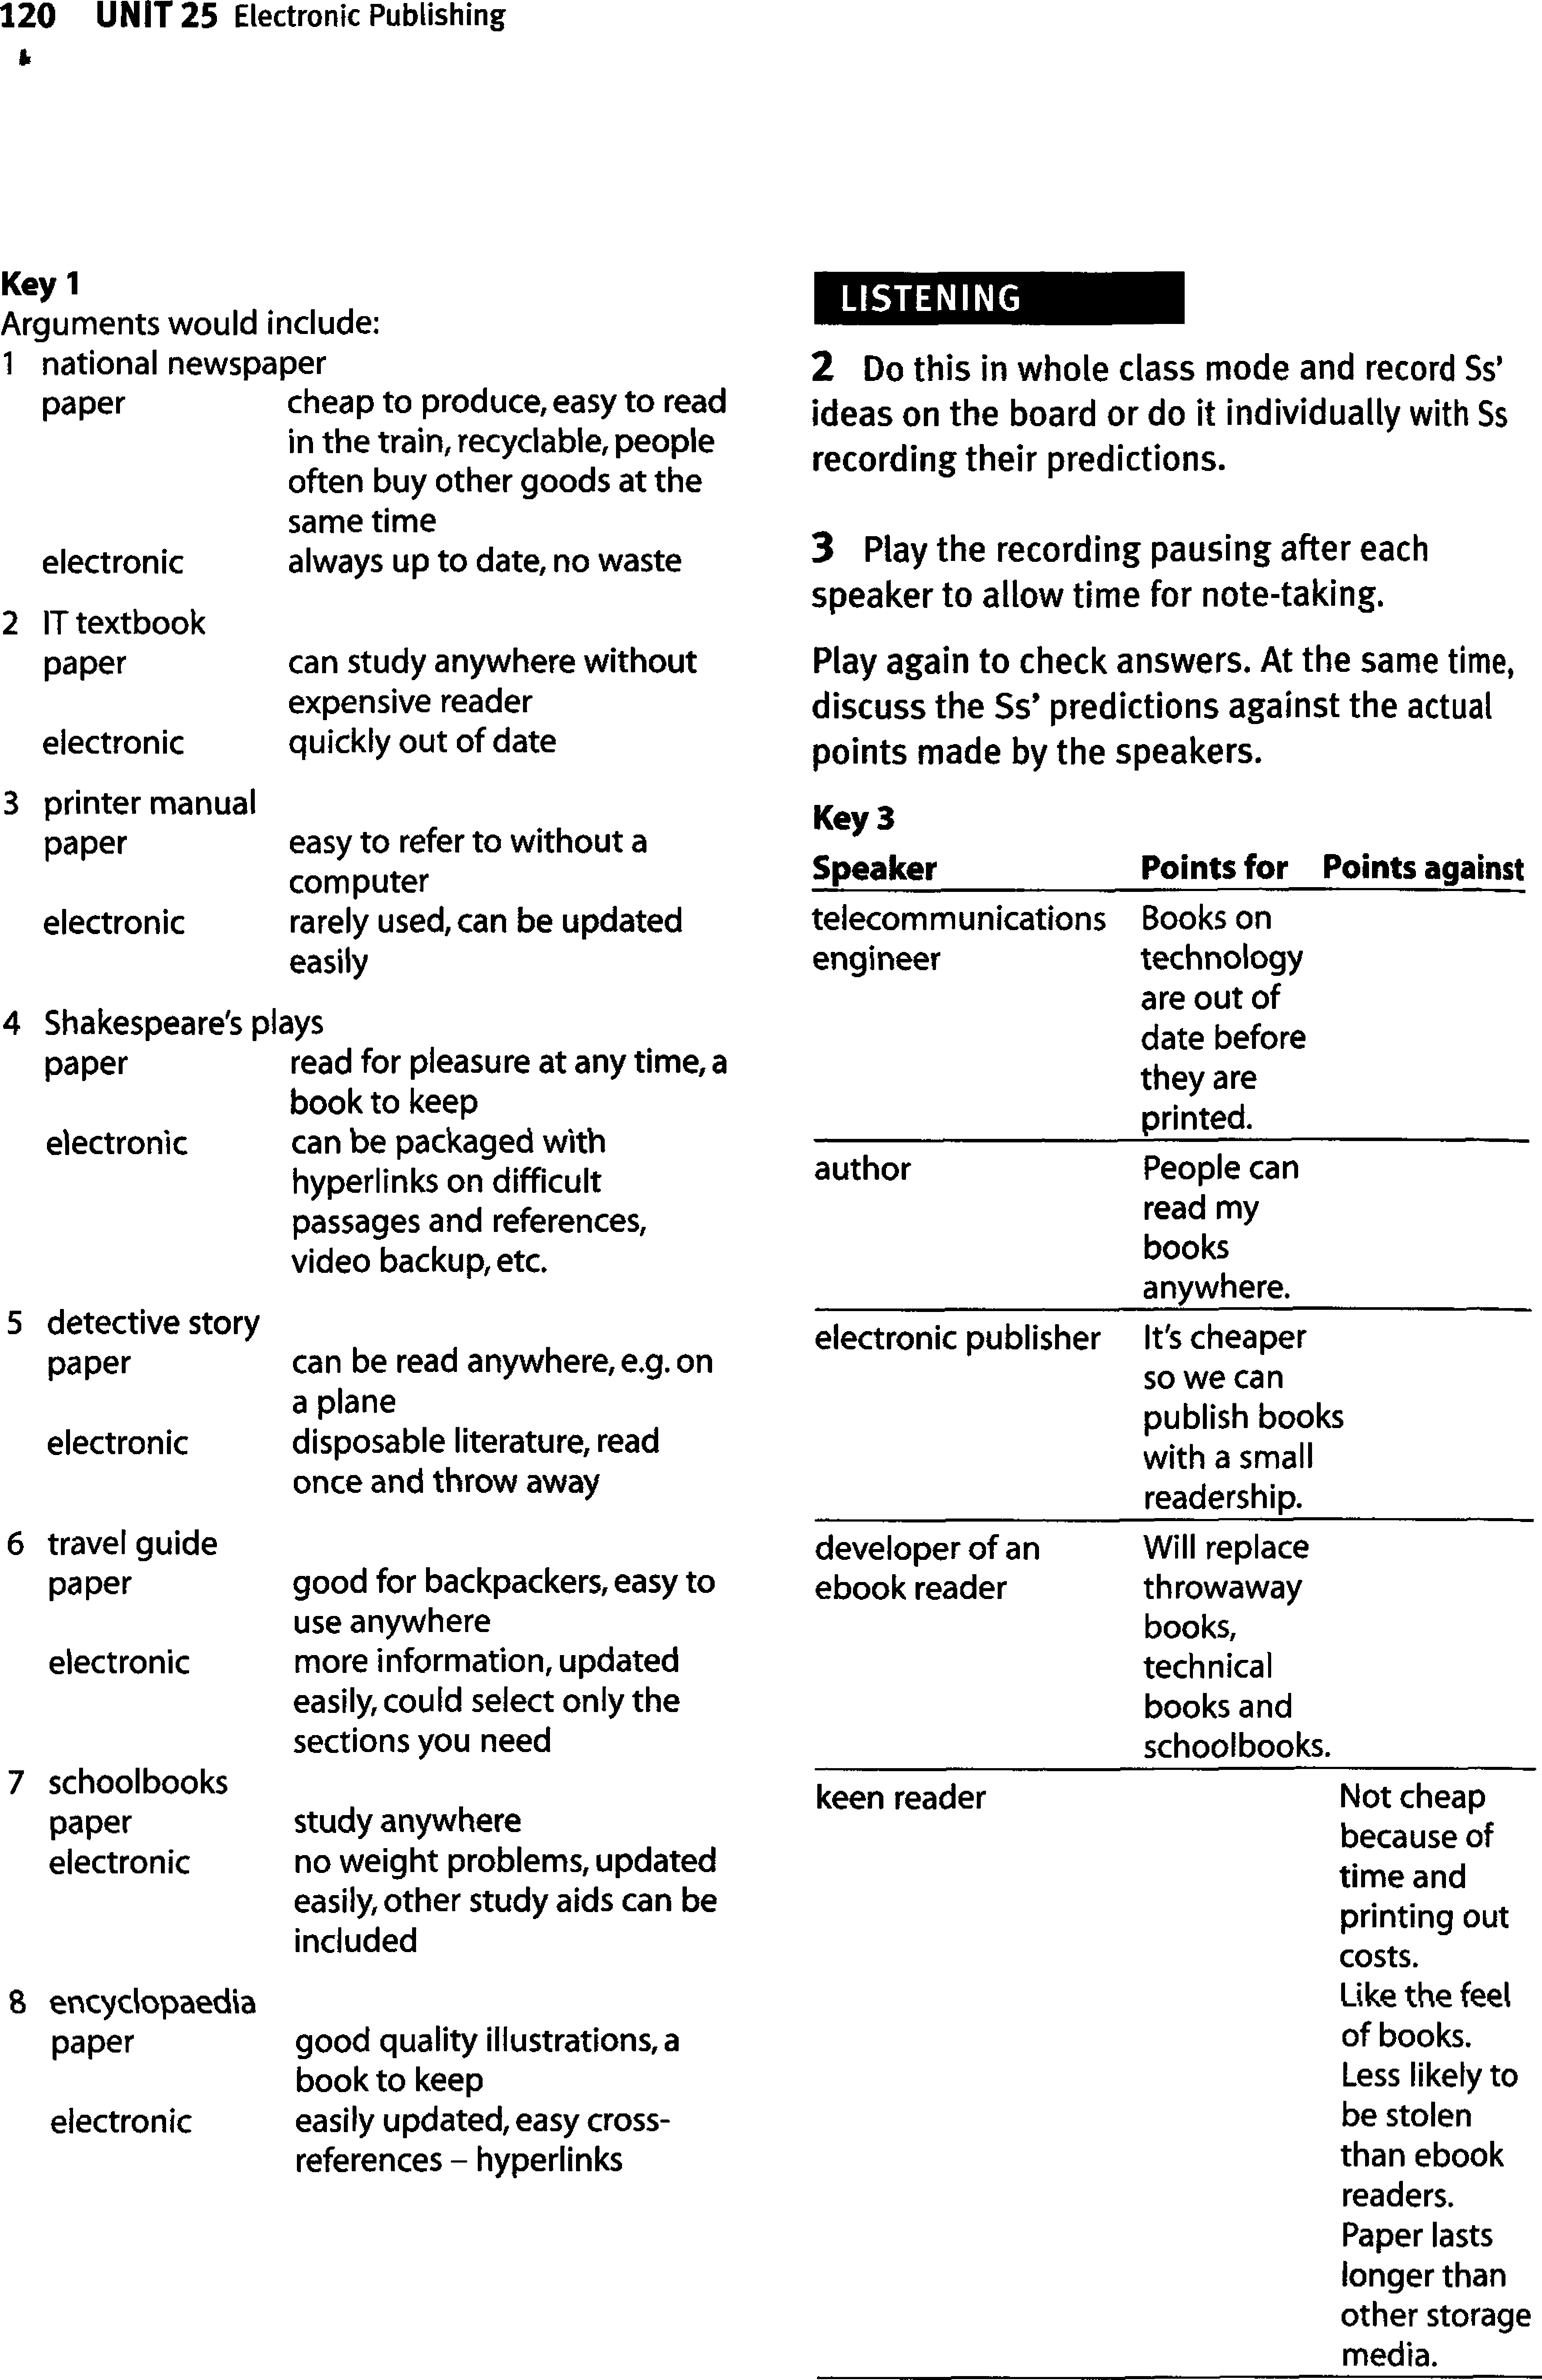 120 UNIT 25 Electronic Publishing
Key 1
Arguments would include:
1 national newspaper
paper cheap to produce, easy to read
in the train, recyclable, people
often buy other goods at the
same time
electronic always up to date, no waste
2 IT textbook
paper can study anywhere without
expensive reader
electronic quickly out of date
3 printer manual
paper easy to refer to without a
computer
electronic rarely used, can be updated
easily
4 Shakespeare's plays
paper read for pleasure at any time, a
book to keep
electronic can be packaged with
hyperlinks on difficult
passages and references,
video backup, etc.
5 detective story
paper can be read anywhere, e.g. on
a plane
electronic disposable literature, read
once and throw away
6 travel guide
paper good for backpackers, easy to
use anywhere
electronic more information, updated
easily, could select only the
sections you need
7 schoolbooks
paper study anywhere
electronic no weight problems, updated
easily, other study aids can be
included
8 encyclopaedia
paper good quality illustrations, a
book to keep
electronic easily updated, easy cross-
references – hyperlinks
LISTENING
2 Do this in whole class mode and record Ss'
ideas on the board or do it individually with Ss
recording their predictions.
3 Play the recording pausing after each
speaker to allow time for note-taking.
Play again to check answers. At the same time,
discuss the Ss' predictions against the actual
points made by the speakers.
Key 3
Speaker Points for Points against
telecommunications Books on
engineer technology
are out of
date before
they are
printed.
author People can
read my
books
anywhere.
electronic publisher It's cheaper
so we can
publish books
with a small
readership.
developer of an Will replace
ebook reader throwaway
books,
technical
books and
schoolbooks.
keen reader Not cheap
because of
time and
printing out
costs.
Like the feel
of books.
Less likely to
be stolen
than ebook
readers.
Paper lasts
longer than
other storage
media.